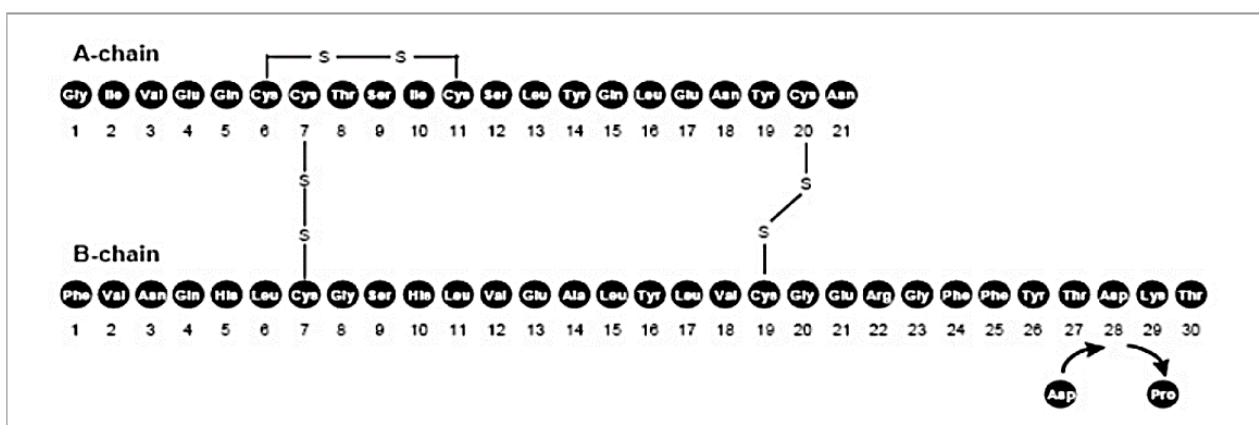 A-chain
S S
Gly Ile Val Glu Gln Cys Cys Thr Ser Ile Cys Ser Leu Tyr Gln Leu Glu Asn Tyr Cys Asn
1 2 3 4 5 6 7 8 9 10 11 12 13 14 15 16 17 18 19 20 21
S S
S S
B-chain
Phe Val Asn Gln His Leu Cys Gly Ser His Leu Val Glu Ala Leu Tyr Leu Val Cys Gly Glu Arg Gly Phe Phe Tyr Thr Asp Lys Thr
1 2 3 4 5 6 7 8 9 10 11 12 13 14 15 16 17 18 19 20 21 22 23 24 25 26 27 28 29 30
Asp Pro